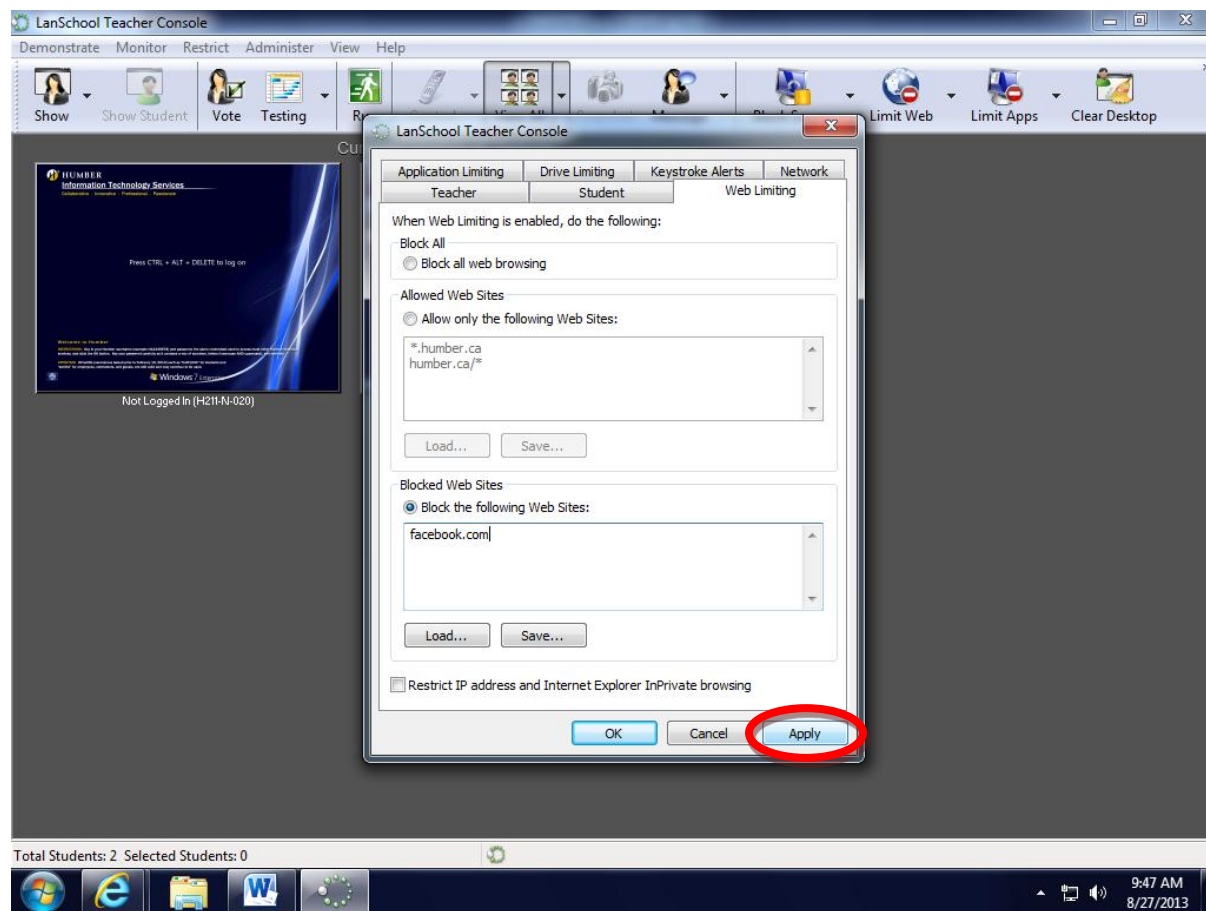 LanSchool Teacher Console
Demonstrate Monitor Restrict Administer View Help
Show Show Student Vote Testing Limit Web Limit Apps Clear Desktop
LanSchool Teacher Console
Application Limiting Drive Limiting Keystroke Alerts Network
Teacher Student Web Limiting
When Web Limiting is enabled, do the following:
Block All
Block all web browsing
Allowed Web Sites
Allow only the following Web Sites:
*.humber.ca
humber.ca/*
Load... Save...
Blocked Web Sites
Block the following Web Sites:
facebook.com
Load... Save...
Restrict IP address and Internet Explorer InPrivate browsing
OK Cancel Apply
HUMBER
Information Technology Services
Press CTRL + ALT + DELETE to log on
Welcome to Humber
Windows 7
Not Logged In (H211-N-020)
Total Students: 2 Selected Students: 0
9:47 AM
8/27/2013